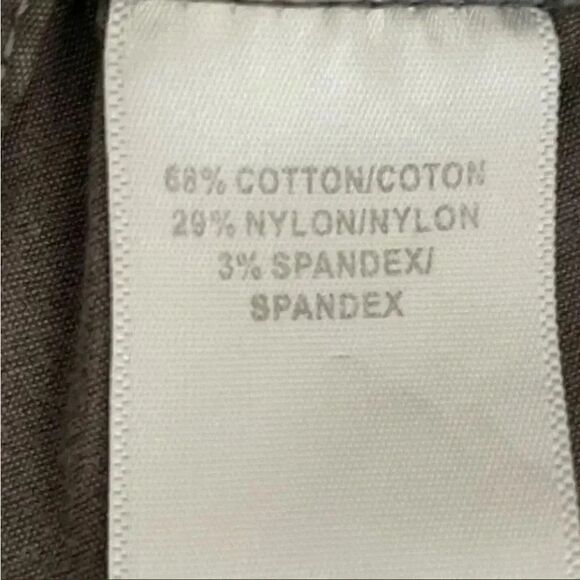 68% COTTON/COTON
29% NYLON/NYLON
3% SPANDEX/
SPANDEX